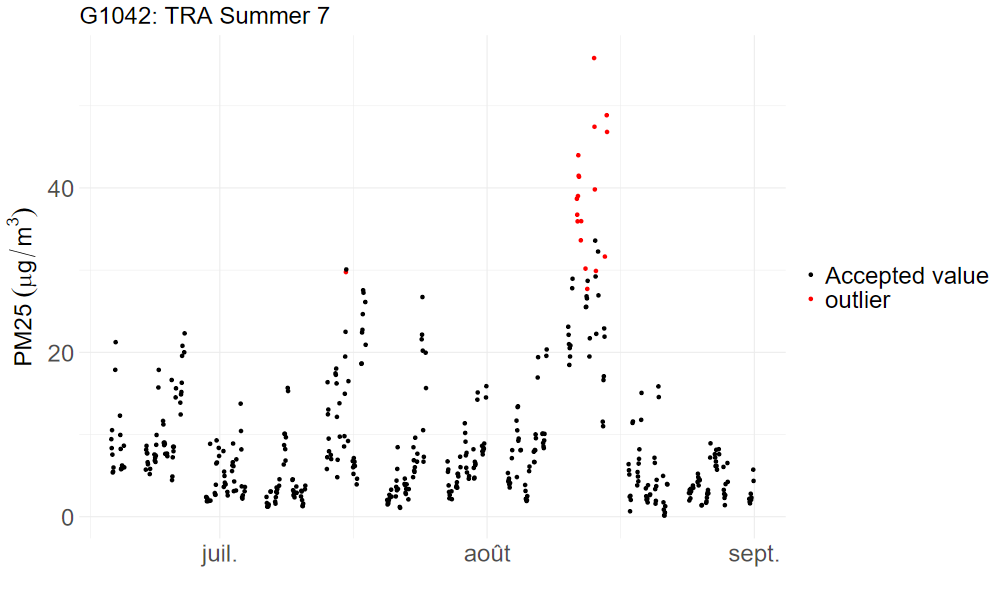 G1042: TRA Summer 7
PM25 (μg/m³)
40
20
0
juil.
août
sept.
Accepted value
outlier